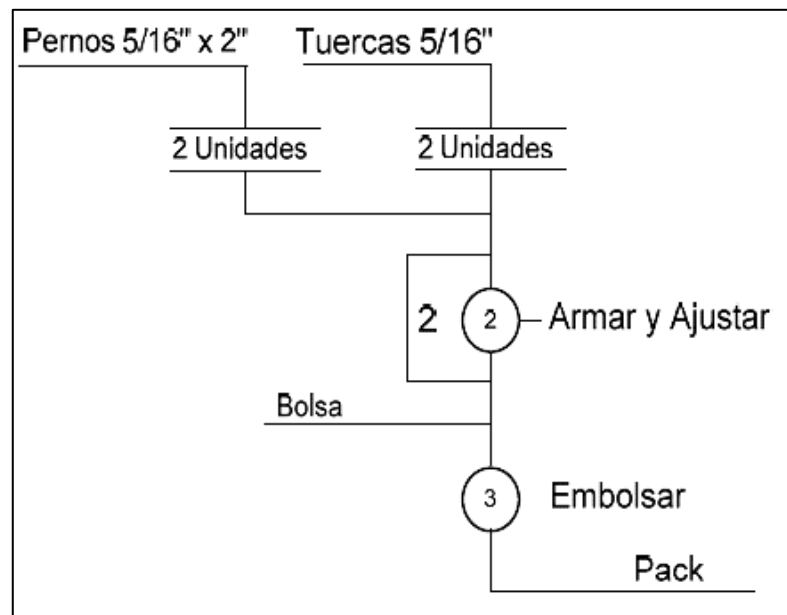 Pernos 5/16" x 2"
Tuercas 5/16"
2 Unidades
2 Unidades
2
2
Armar y Ajustar
Bolsa
3
Embolsar
Pack